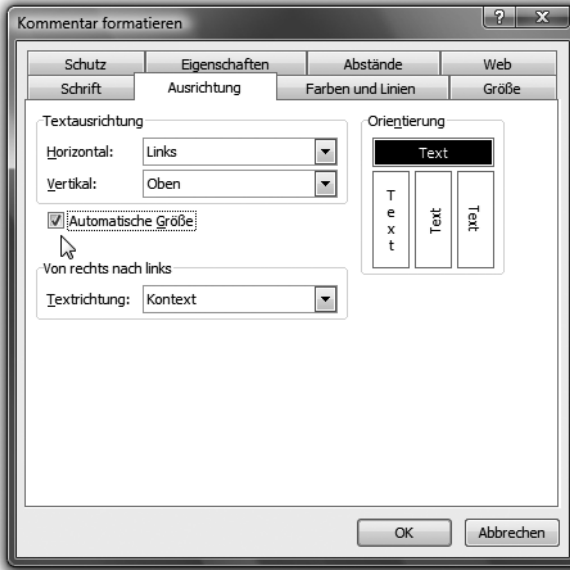 Kommentar formatieren
? X
Schutz Eigenschaften Abstände Web
Schrift Ausrichtung Farben und Linien Größe
Textausrichtung
Horizontal: Links
Vertikal: Oben
Automatische Größe
Von rechts nach links
Textrichtung: Kontext
Orientierung
Text
Text Text Text
OK Abbrechen